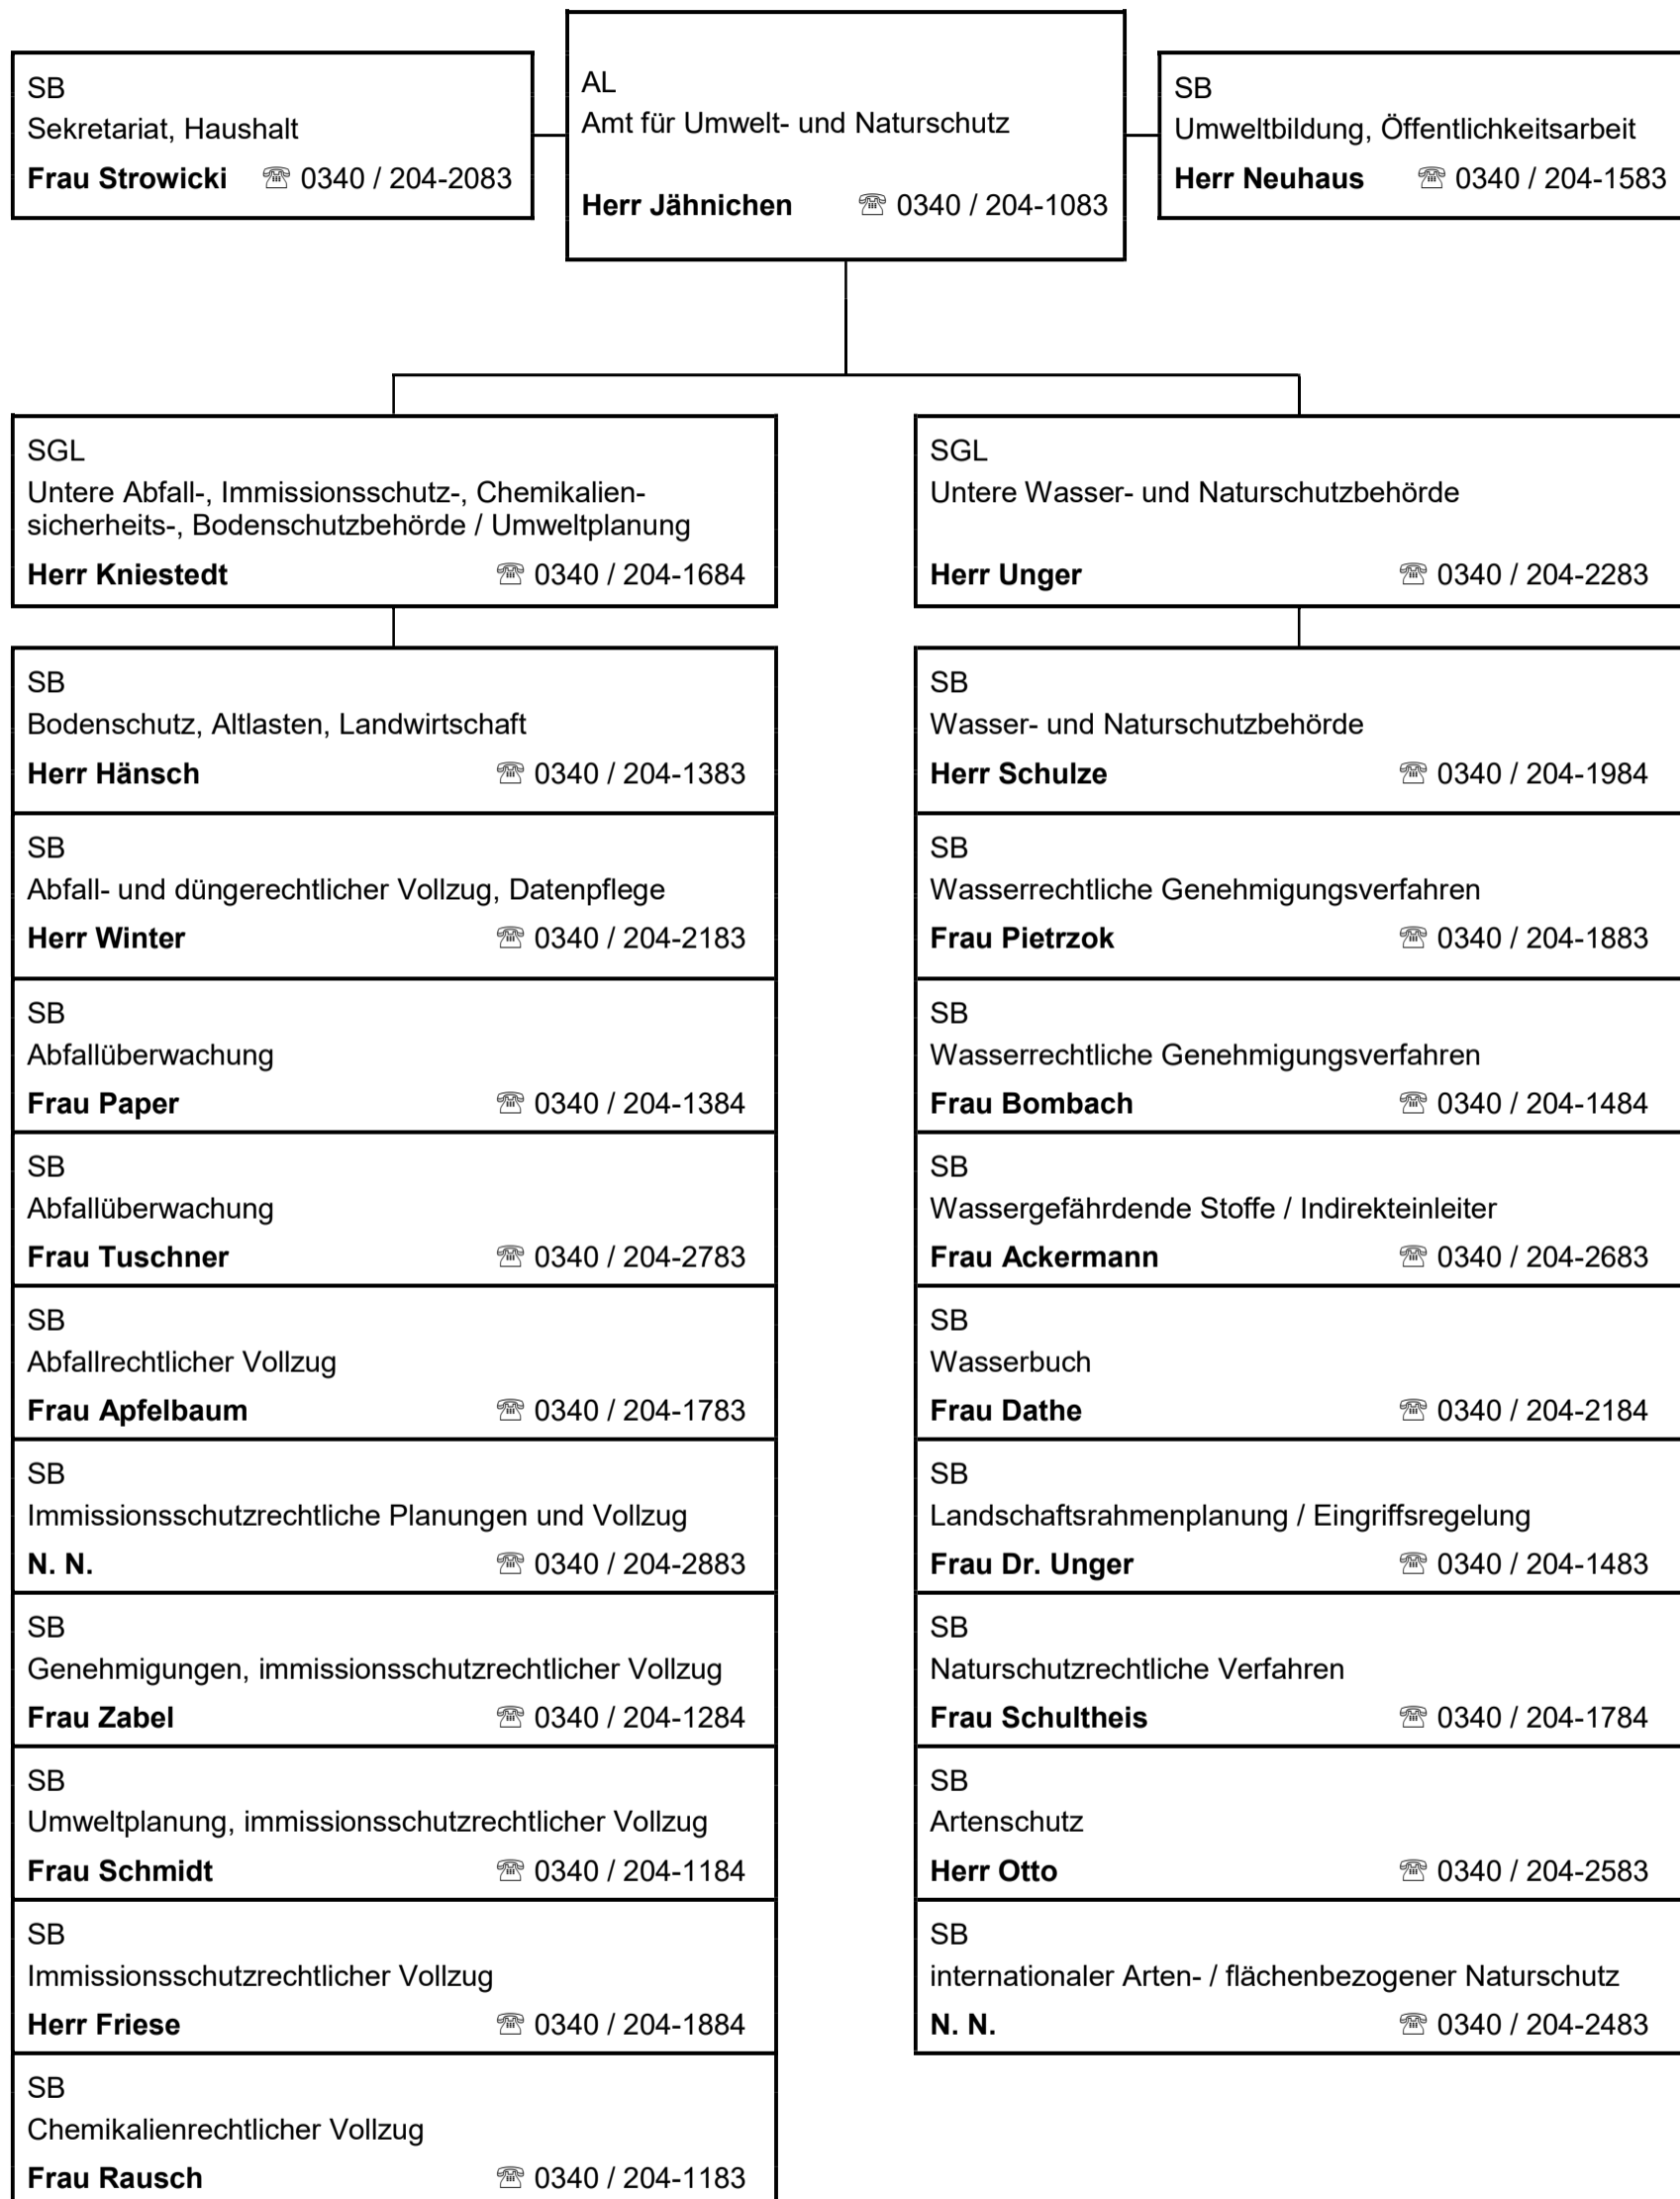 SB
Sekretariat, Haushalt
Frau Strowicki ☏ 0340 / 204-2083
AL
Amt für Umwelt- und Naturschutz
Herr Jähnichen ☏ 0340 / 204-1083
SB
Umweltbildung, Öffentlichkeitsarbeit
Herr Neuhaus ☏ 0340 / 204-1583
SGL
Untere Abfall-, Immissionsschutz-, Chemikalien-
sicherheits-, Bodenschutzbehörde / Umweltplanung
Herr Kniestedt ☏ 0340 / 204-1684
SB
Bodenschutz, Altlasten, Landwirtschaft
Herr Hänsch ☏ 0340 / 204-1383
SB
Abfall- und düngerechtlicher Vollzug, Datenpflege
Herr Winter ☏ 0340 / 204-2183
SB
Abfallüberwachung
Frau Paper ☏ 0340 / 204-1384
SB
Abfallüberwachung
Frau Tuschner ☏ 0340 / 204-2783
SB
Abfallrechtlicher Vollzug
Frau Apfelbaum ☏ 0340 / 204-1783
SB
Immissionsschutzrechtliche Planungen und Vollzug
N. N. ☏ 0340 / 204-2883
SB
Genehmigungen, immissionsschutzrechtlicher Vollzug
Frau Zabel ☏ 0340 / 204-1284
SB
Umweltplanung, immissionsschutzrechtlicher Vollzug
Frau Schmidt ☏ 0340 / 204-1184
SB
Immissionsschutzrechtlicher Vollzug
Herr Friese ☏ 0340 / 204-1884
SB
Chemikalienrechtlicher Vollzug
Frau Rausch ☏ 0340 / 204-1183
SGL
Untere Wasser- und Naturschutzbehörde
Herr Unger ☏ 0340 / 204-2283
SB
Wasser- und Naturschutzbehörde
Herr Schulze ☏ 0340 / 204-1984
SB
Wasserrechtliche Genehmigungsverfahren
Frau Pietrzok ☏ 0340 / 204-1883
SB
Wasserrechtliche Genehmigungsverfahren
Frau Bombach ☏ 0340 / 204-1484
SB
Wassergefährdende Stoffe / Indirekteinleiter
Frau Ackermann ☏ 0340 / 204-2683
SB
Wasserbuch
Frau Dathe ☏ 0340 / 204-2184
SB
Landschaftsrahmenplanung / Eingriffsregelung
Frau Dr. Unger ☏ 0340 / 204-1483
SB
Naturschutzrechtliche Verfahren
Frau Schultheis ☏ 0340 / 204-1784
SB
Artenschutz
Herr Otto ☏ 0340 / 204-2583
SB
internationaler Arten- / flächenbezogener Naturschutz
N. N. ☏ 0340 / 204-2483